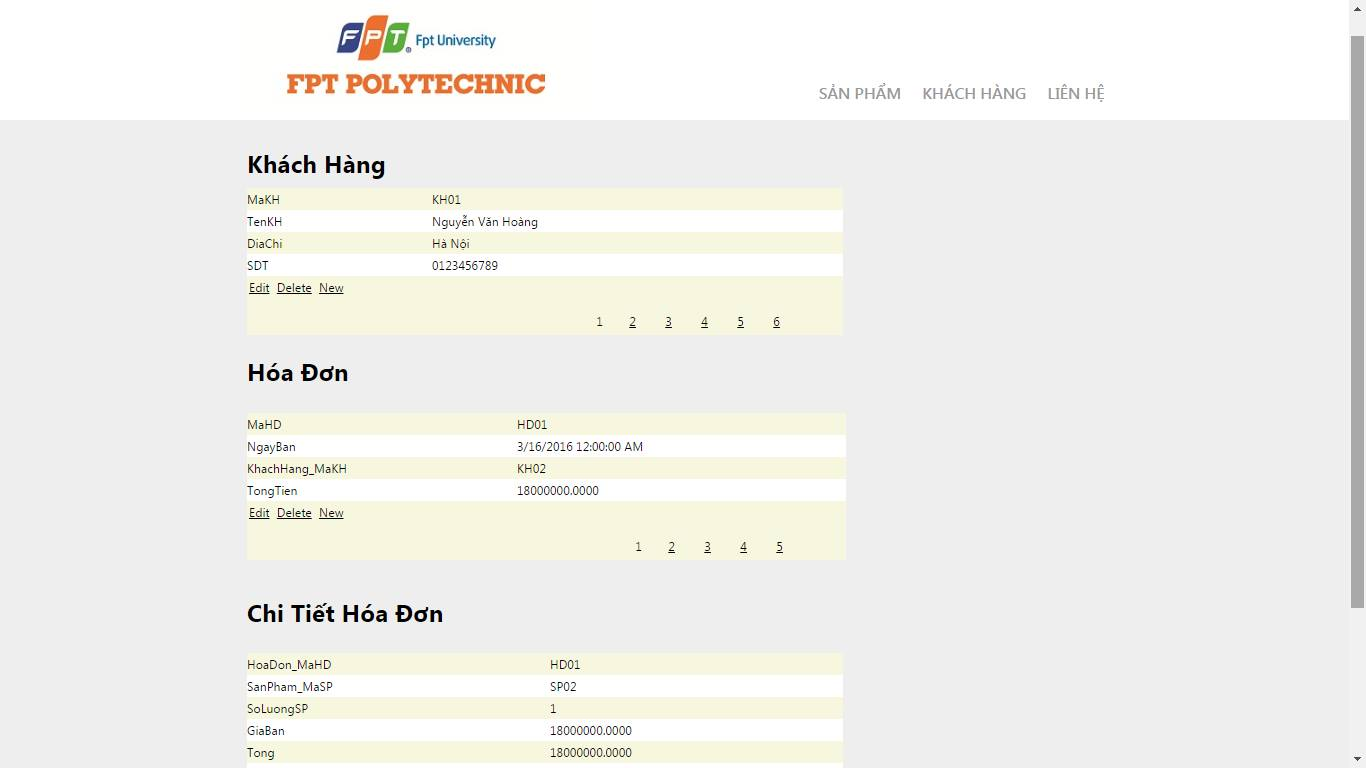 FPT® Fpt University
FPT POLYTECHNIC
SẢN PHẨM KHÁCH HÀNG LIÊN HỆ
Khách Hàng
MaKH KH01
TenKH Nguyễn Văn Hoàng
DiaChi Hà Nội
SDT 0123456789
Edit Delete New
1 2 3 4 5 6
Hóa Đơn
MaHD HD01
NgayBan 3/16/2016 12:00:00 AM
KhachHang_MaKH KH02
TongTien 18000000.0000
Edit Delete New
1 2 3 4 5
Chi Tiết Hóa Đơn
HoaDon_MaHD HD01
SanPham_MaSP SP02
SoLuongSP 1
GiaBan 18000000.0000
Tong 18000000.0000